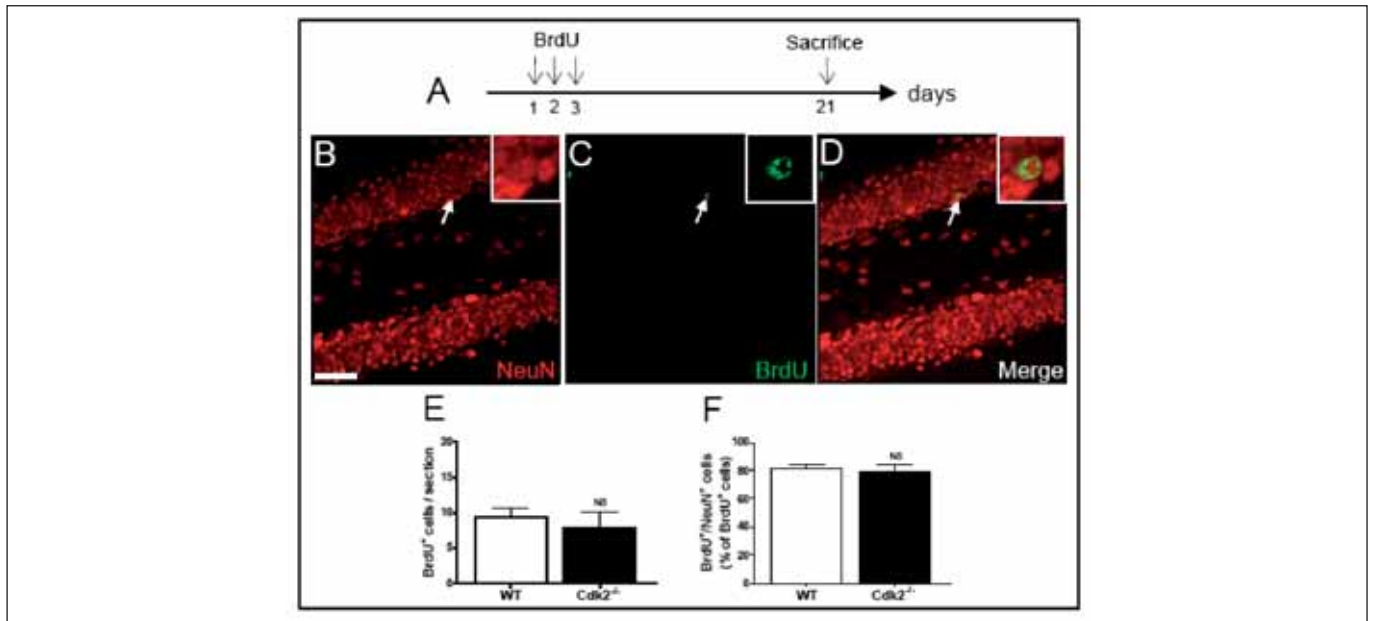 BrdU
Sacrifice
A
1 2 3
21
days
B
C
D
NeuN
BrdU
Merge
E
F
BrdU⁺ cells / section
20
15
10
5
0
NS
WT
Cdk2⁻/⁻
BrdU⁺/NeuN⁺ cells
(% of BrdU⁺ cells)
100
80
60
40
20
0
NS
WT
Cdk2⁻/⁻